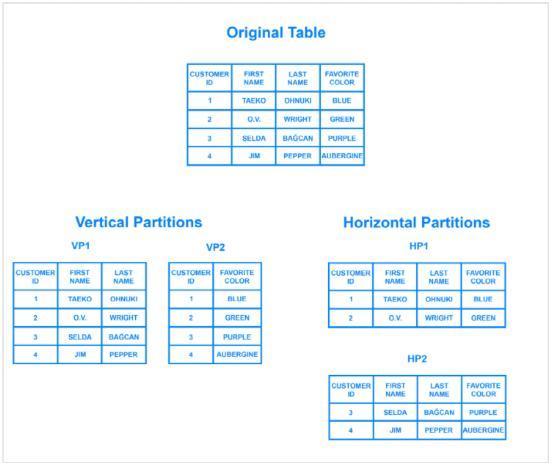 Original Table
CUSTOMER ID FIRST NAME LAST NAME FAVORITE COLOR
1 TAEKO OHNUKI BLUE
2 O.V. WRIGHT GREEN
3 SELDA BAĞCAN PURPLE
4 JIM PEPPER AUBERGINE
Vertical Partitions
VP1
CUSTOMER ID FIRST NAME LAST NAME
1 TAEKO OHNUKI
2 O.V. WRIGHT
3 SELDA BAĞCAN
4 JIM PEPPER
VP2
CUSTOMER ID FAVORITE COLOR
1 BLUE
2 GREEN
3 PURPLE
4 AUBERGINE
Horizontal Partitions
HP1
CUSTOMER ID FIRST NAME LAST NAME FAVORITE COLOR
1 TAEKO OHNUKI BLUE
2 O.V. WRIGHT GREEN
HP2
CUSTOMER ID FIRST NAME LAST NAME FAVORITE COLOR
3 SELDA BAĞCAN PURPLE
4 JIM PEPPER AUBERGINE